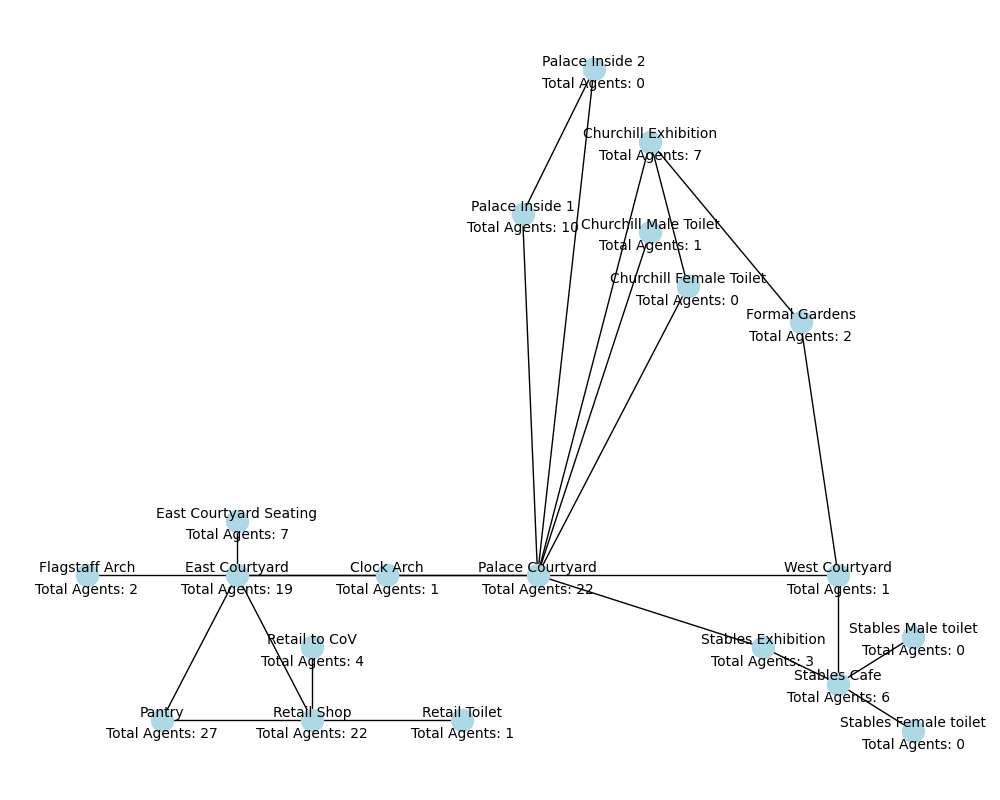 Palace Inside 2
Total Agents: 0
Churchill Exhibition
Total Agents: 7
Palace Inside 1
Total Agents: 10
Churchill Male Toilet
Total Agents: 1
Churchill Female Toilet
Total Agents: 0
Formal Gardens
Total Agents: 2
East Courtyard Seating
Total Agents: 7
Flagstaff Arch
Total Agents: 2
East Courtyard
Total Agents: 19
Clock Arch
Total Agents: 1
Palace Courtyard
Total Agents: 22
West Courtyard
Total Agents: 1
Retail to CoV
Total Agents: 4
Stables Exhibition
Total Agents: 3
Stables Male toilet
Total Agents: 0
Stables Cafe
Total Agents: 6
Pantry
Total Agents: 27
Retail Shop
Total Agents: 22
Retail Toilet
Total Agents: 1
Stables Female toilet
Total Agents: 0